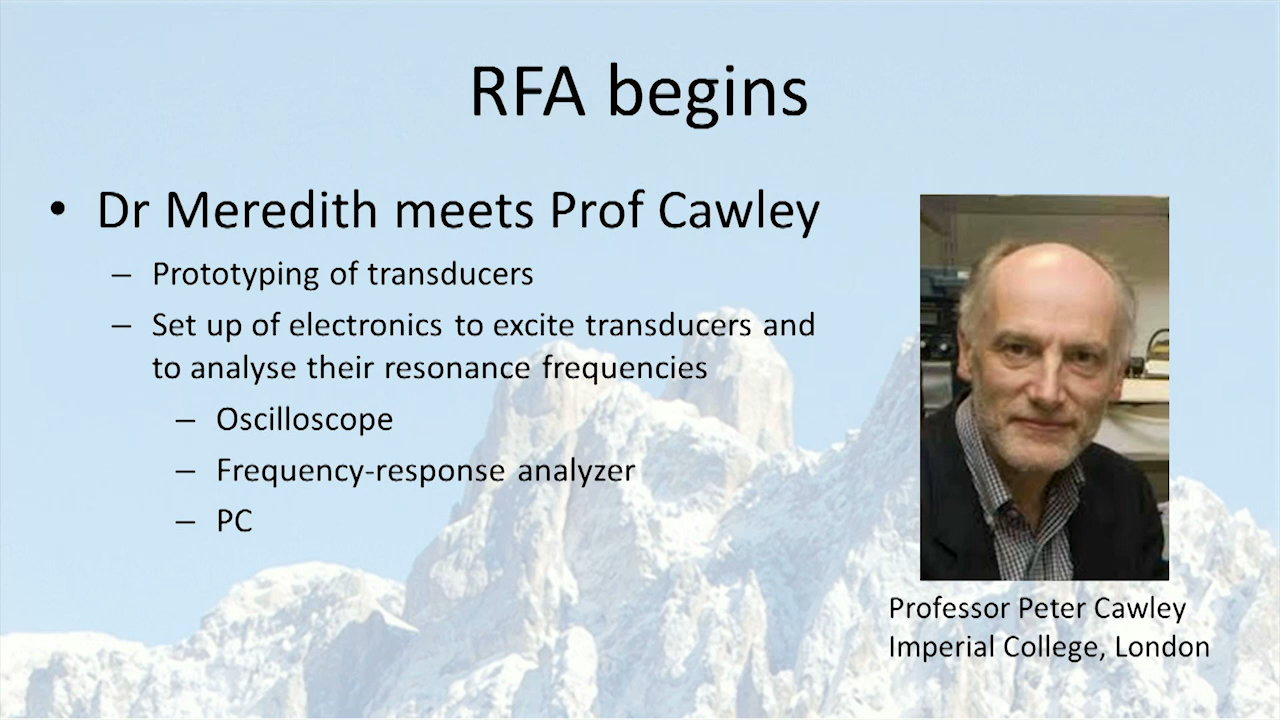 RFA begins
• Dr Meredith meets Prof Cawley
– Prototyping of transducers
– Set up of electronics to excite transducers and
to analyse their resonance frequencies
– Oscilloscope
– Frequency-response analyzer
– PC
Professor Peter Cawley
Imperial College, London